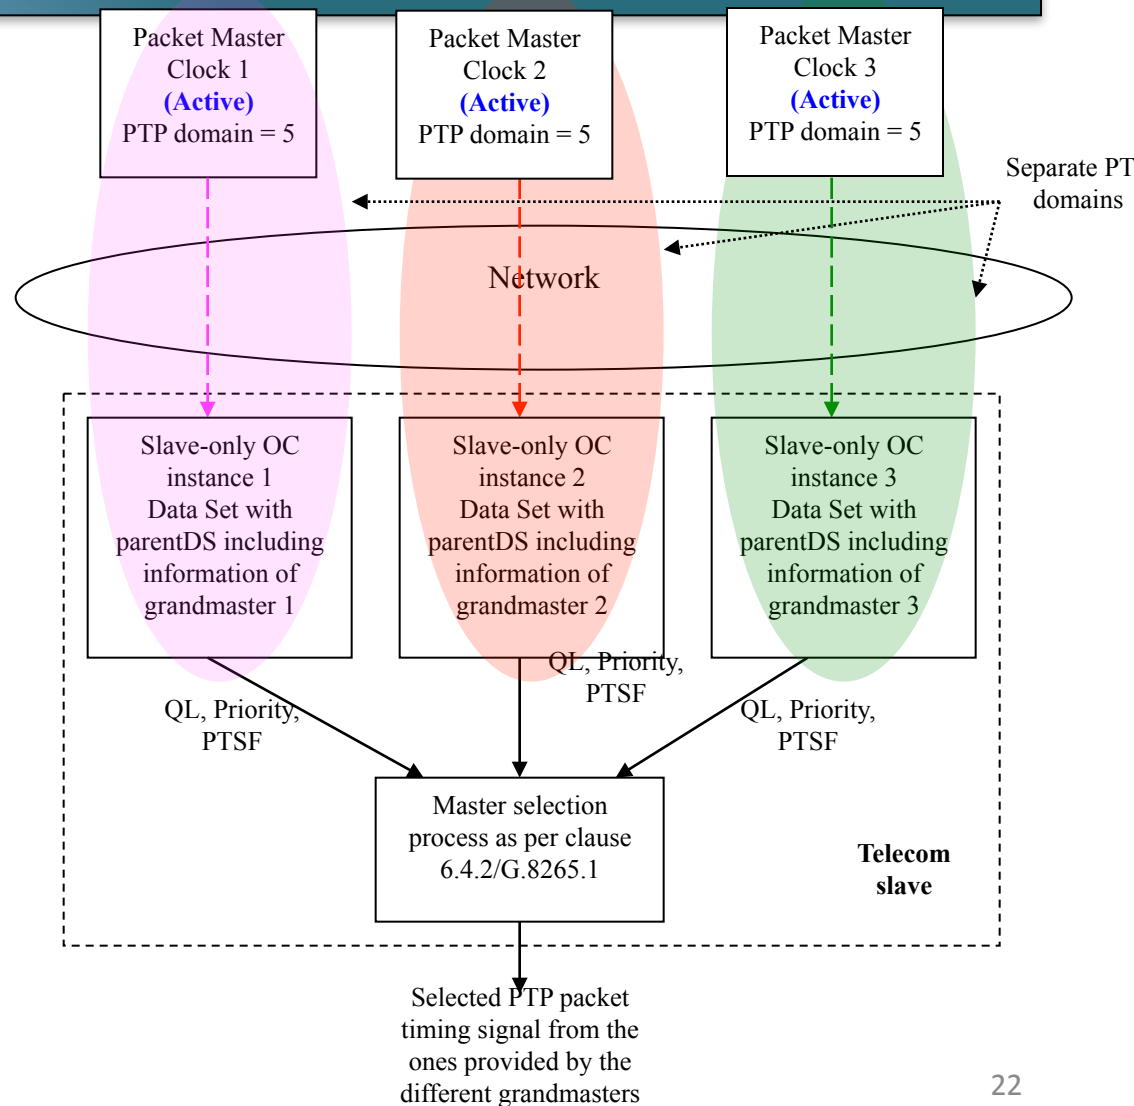 Packet Master
Clock 1
(Active)
PTP domain = 5
Packet Master
Clock 2
(Active)
PTP domain = 5
Packet Master
Clock 3
(Active)
PTP domain = 5
Separate PT
domains
Network
Slave-only OC
instance 1
Data Set with
parentDS including
information of
grandmaster 1
Slave-only OC
instance 2
Data Set with
parentDS including
information of
grandmaster 2
Slave-only OC
instance 3
Data Set with
parentDS including
information of
grandmaster 3
QL, Priority,
PTSF
QL, Priority,
PTSF
QL, Priority,
PTSF
Master selection
process as per clause
6.4.2/G.8265.1
Telecom
slave
Selected PTP packet
timing signal from the
ones provided by the
different grandmasters
22